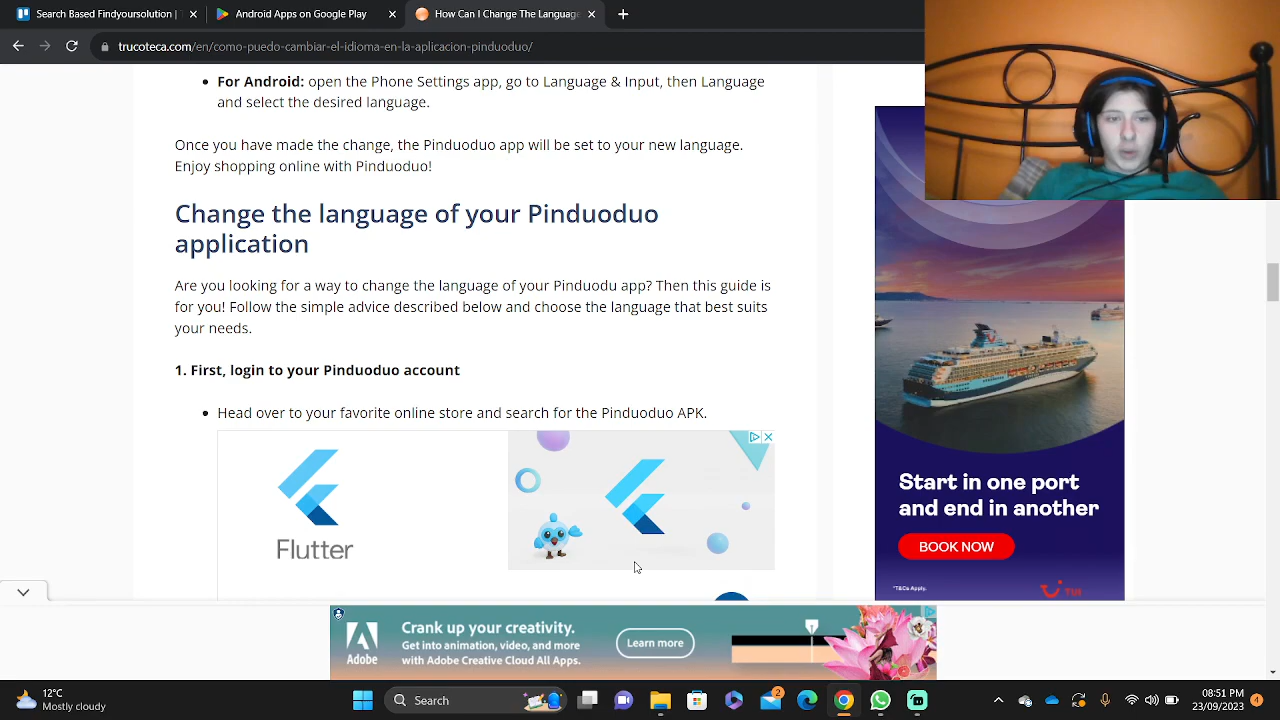 Board Based Findyoursolution |
Android Apps on Google Play
How Can I Change The Language
trucoteca.com/en/como-puedo-cambiar-el-idioma-en-la-aplicacion-pinduoduo/
For Android: open the Phone Settings app, go to Language & Input, then Language
and select the desired language.
Once you have made the change, the Pinduoduo app will be set to your new language.
Enjoy shopping online with Pinduoduo!
Change the language of your Pinduoduo
application
Are you looking for a way to change the language of your Pinduodu app? Then this guide is
for you! Follow the simple advice described below and choose the language that best suits
your needs.
1. First, login to your Pinduoduo account
Head over to your favorite online store and search for the Pinduoduo APK.
Flutter
Start in one port
and end in another
BOOK NOW
*T&Cs Apply.
TUI
Adobe
Crank up your creativity.
Get into animation, video, and more
with Adobe Creative Cloud All Apps.
Learn more
12°C
Mostly cloudy
Search
2
08:51 PM
23/09/2023
4